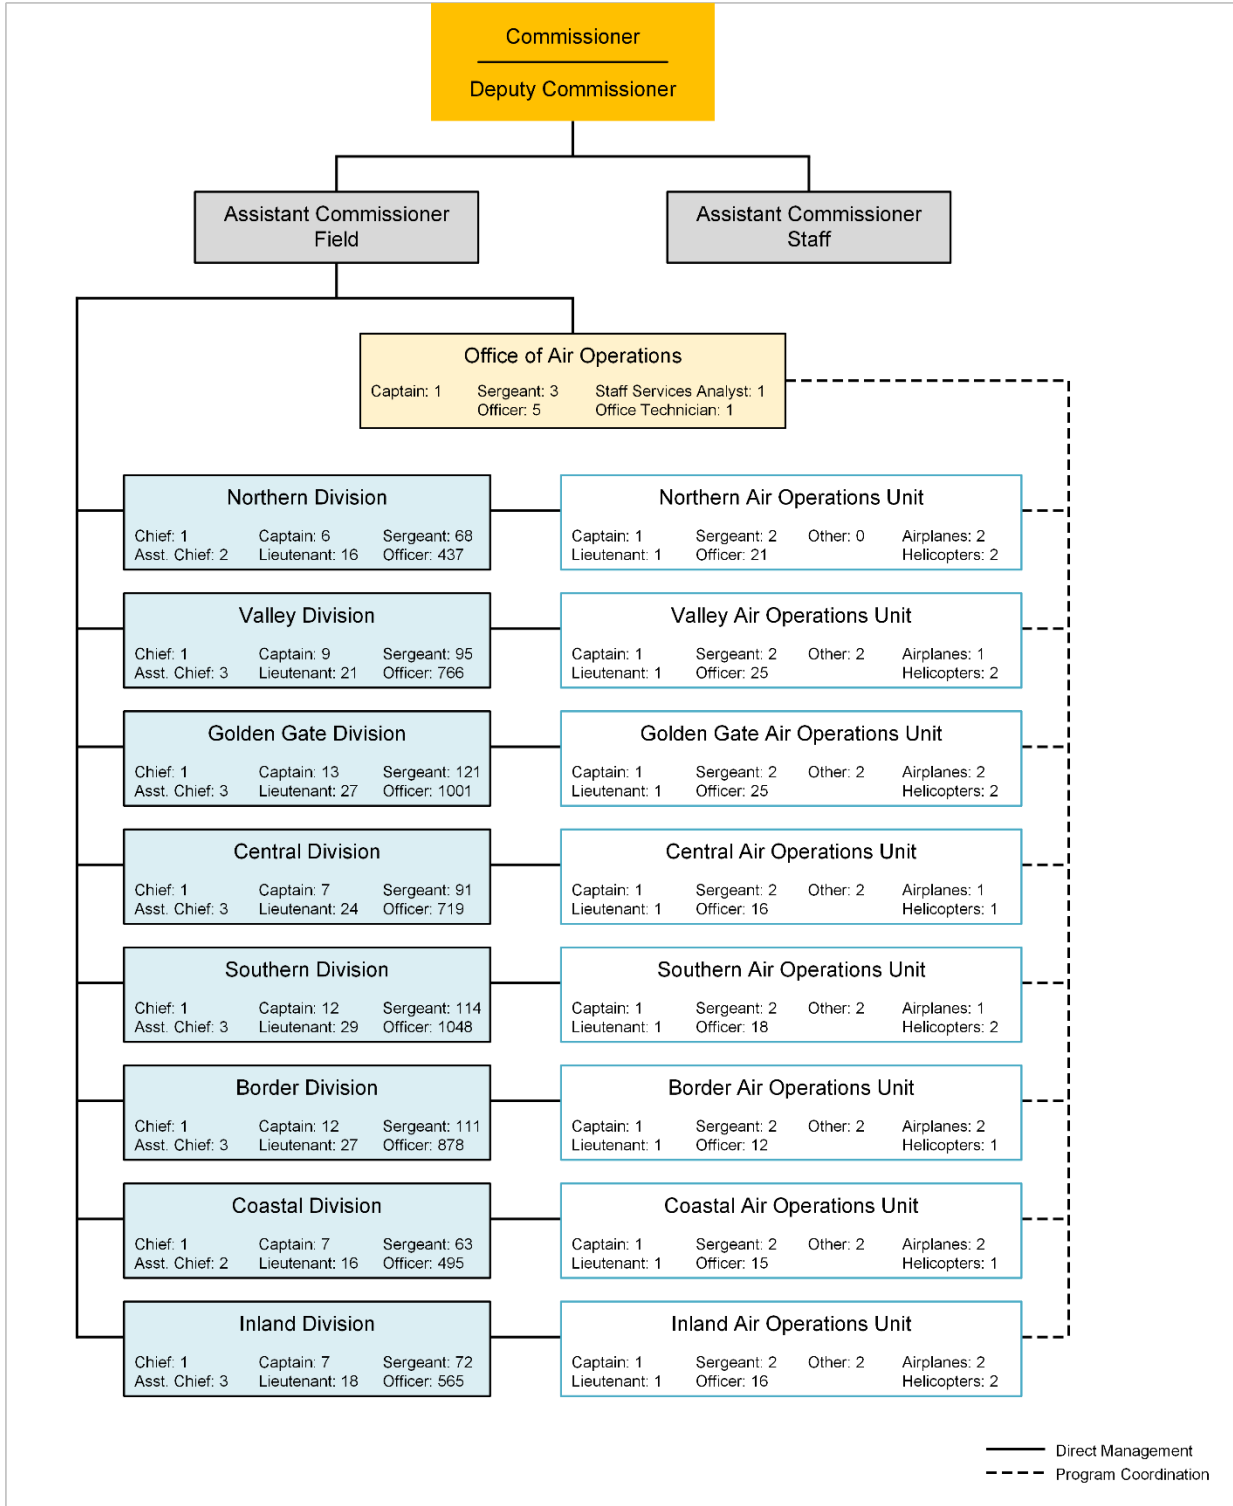 Commissioner
Deputy Commissioner
Assistant Commissioner
Field
Assistant Commissioner
Staff
Office of Air Operations
Captain: 1 Sergeant: 3 Staff Services Analyst: 1
Officer: 5 Office Technician: 1
Northern Division
Chief: 1 Captain: 6 Sergeant: 68
Asst. Chief: 2 Lieutenant: 16 Officer: 437
Northern Air Operations Unit
Captain: 1 Sergeant: 2 Other: 0 Airplanes: 2
Lieutenant: 1 Officer: 21 Helicopters: 2
Valley Division
Chief: 1 Captain: 9 Sergeant: 95
Asst. Chief: 3 Lieutenant: 21 Officer: 766
Valley Air Operations Unit
Captain: 1 Sergeant: 2 Other: 2 Airplanes: 1
Lieutenant: 1 Officer: 25 Helicopters: 2
Golden Gate Division
Chief: 1 Captain: 13 Sergeant: 121
Asst. Chief: 3 Lieutenant: 27 Officer: 1001
Golden Gate Air Operations Unit
Captain: 1 Sergeant: 2 Other: 2 Airplanes: 2
Lieutenant: 1 Officer: 25 Helicopters: 2
Central Division
Chief: 1 Captain: 7 Sergeant: 91
Asst. Chief: 3 Lieutenant: 24 Officer: 719
Central Air Operations Unit
Captain: 1 Sergeant: 2 Other: 2 Airplanes: 1
Lieutenant: 1 Officer: 16 Helicopters: 1
Southern Division
Chief: 1 Captain: 12 Sergeant: 114
Asst. Chief: 3 Lieutenant: 29 Officer: 1048
Southern Air Operations Unit
Captain: 1 Sergeant: 2 Other: 2 Airplanes: 1
Lieutenant: 1 Officer: 18 Helicopters: 2
Border Division
Chief: 1 Captain: 12 Sergeant: 111
Asst. Chief: 3 Lieutenant: 27 Officer: 878
Border Air Operations Unit
Captain: 1 Sergeant: 2 Other: 2 Airplanes: 2
Lieutenant: 1 Officer: 12 Helicopters: 1
Coastal Division
Chief: 1 Captain: 7 Sergeant: 63
Asst. Chief: 2 Lieutenant: 16 Officer: 495
Coastal Air Operations Unit
Captain: 1 Sergeant: 2 Other: 2 Airplanes: 2
Lieutenant: 1 Officer: 15 Helicopters: 1
Inland Division
Chief: 1 Captain: 7 Sergeant: 72
Asst. Chief: 3 Lieutenant: 18 Officer: 565
Inland Air Operations Unit
Captain: 1 Sergeant: 2 Other: 2 Airplanes: 2
Lieutenant: 1 Officer: 16 Helicopters: 2
Direct Management
Program Coordination